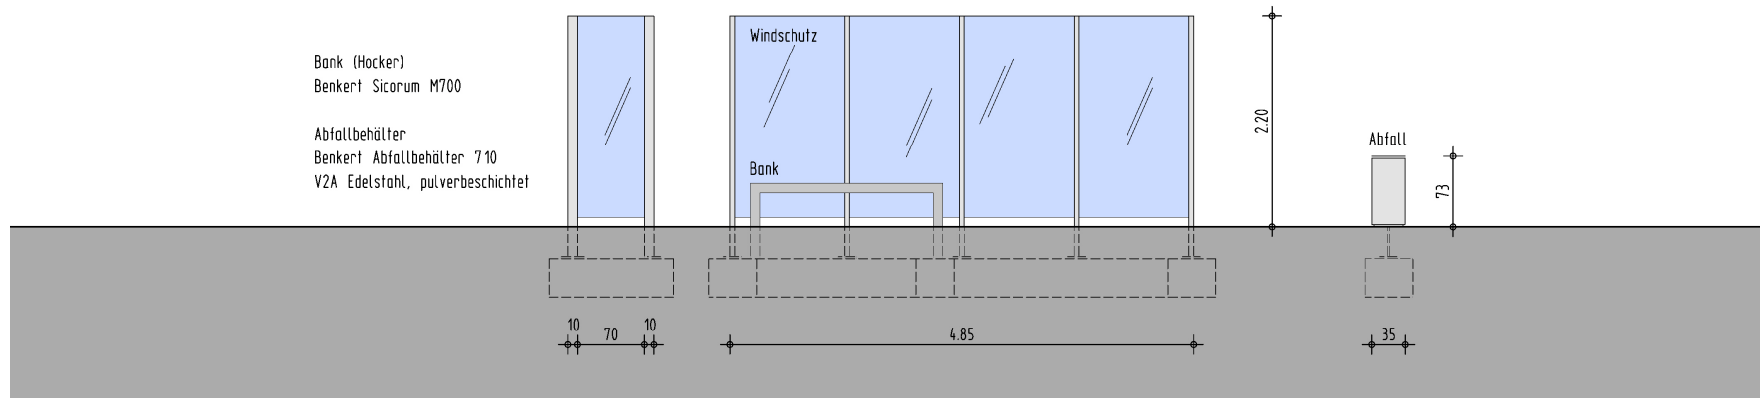 Bank (Hocker)
Benkert Sicorum M700
Abfallbehälter
Benkert Abfallbehälter 710
V2A Edelstahl, pulverbeschichtet
Windschutz
Bank
2.20
Abfall
73
10
70
10
4.85
35